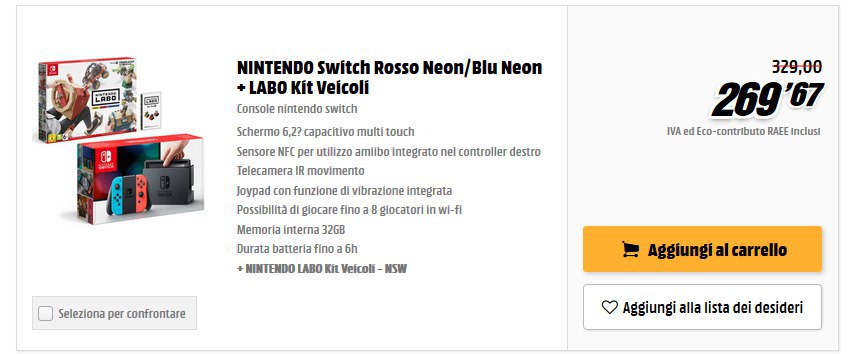 NINTENDO Switch Rosso Neon/Blu Neon
+ LABO Kit Veicoli
Console nintendo switch
Schermo 6,2? capacitivo multi touch
Sensore NFC per utilizzo amiibo integrato nel controller destro
Telecamera IR movimento
Joypad con funzione di vibrazione integrata
Possibilità di giocare fino a 8 giocatori in wi-fi
Memoria interna 32GB
Durata batteria fino a 6h
+ NINTENDO LABO Kit Veicoli - NSW
NINTENDO
LABO
Seleziona per confrontare
329,00
269,67
IVA ed Eco-contributo RAEE inclusi
Aggiungi al carrello
Aggiungi alla lista dei desideri